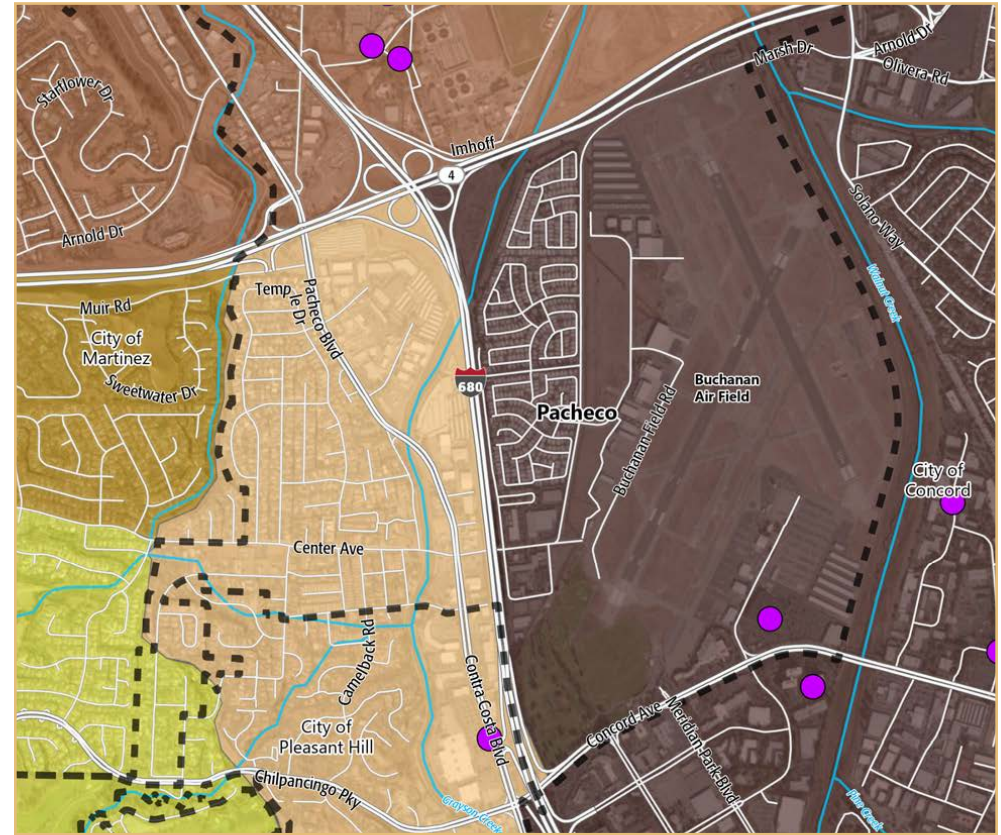 Marsh Dr
Arnold Dr
Olivera Rd
Starflower Dr
Imhoff
4
Solano Way
Arnold Dr
Walnut Creek
Muir Rd
Temple Dr
Pacheco Blvd
City of
Martinez
Sweetwater Dr
680
Pacheco
Buchanan
Air Field
Buchanan Field Rd
City of
Concord
Center Ave
Camelback Rd
Contra Costa Blvd
City of
Pleasant Hill
Concord Ave
Meridian Park Blvd
Chilpancingo Pky
Grayson Creek
Pine Creek